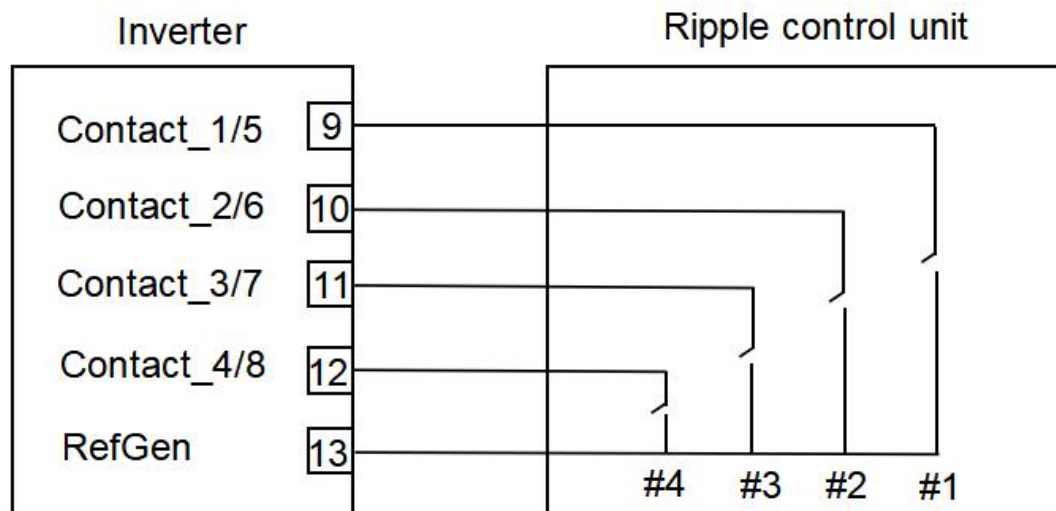 Inverter
Ripple control unit
Contact_1/5 9
Contact_2/6 10
Contact_3/7 11
Contact_4/8 12
RefGen 13
#4 #3 #2 #1